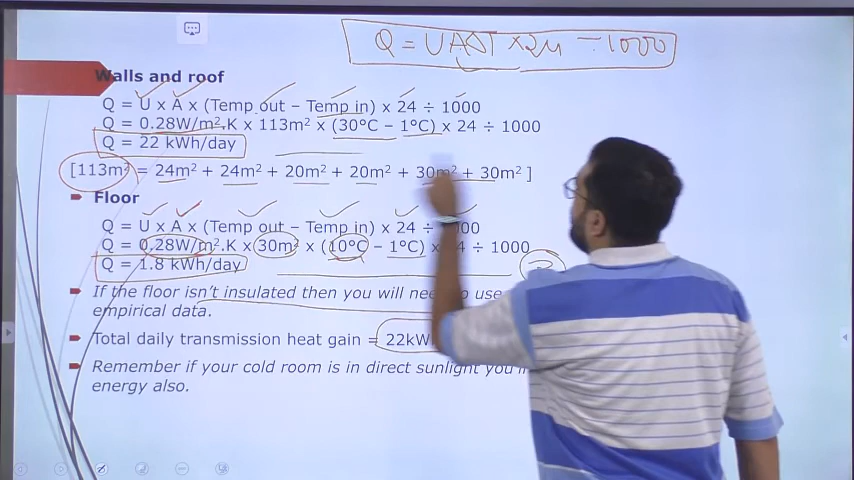 Q = UAΔT × 24 ÷ 1000
Walls and roof
Q = U x A x (Temp out – Temp in) x 24 ÷ 1000
Q = 0.28W/m².K x 113m² x (30°C – 1°C) x 24 ÷ 1000
Q = 22 kWh/day
[113m² = 24m² + 24m² + 20m² + 20m² + 30m² + 30m² ]
Floor
Q = U x A x (Temp out – Temp in) x 24 ÷
Q = 0.28W/m².K x 30m² x (10°C – 1°C) x 24 ÷ 1000
Q = 1.8 kWh/day
If the floor isn't insulated then you will need to use
empirical data.
Total daily transmission heat gain = 22kW
Remember if your cold room is in direct sunlight you
energy also.